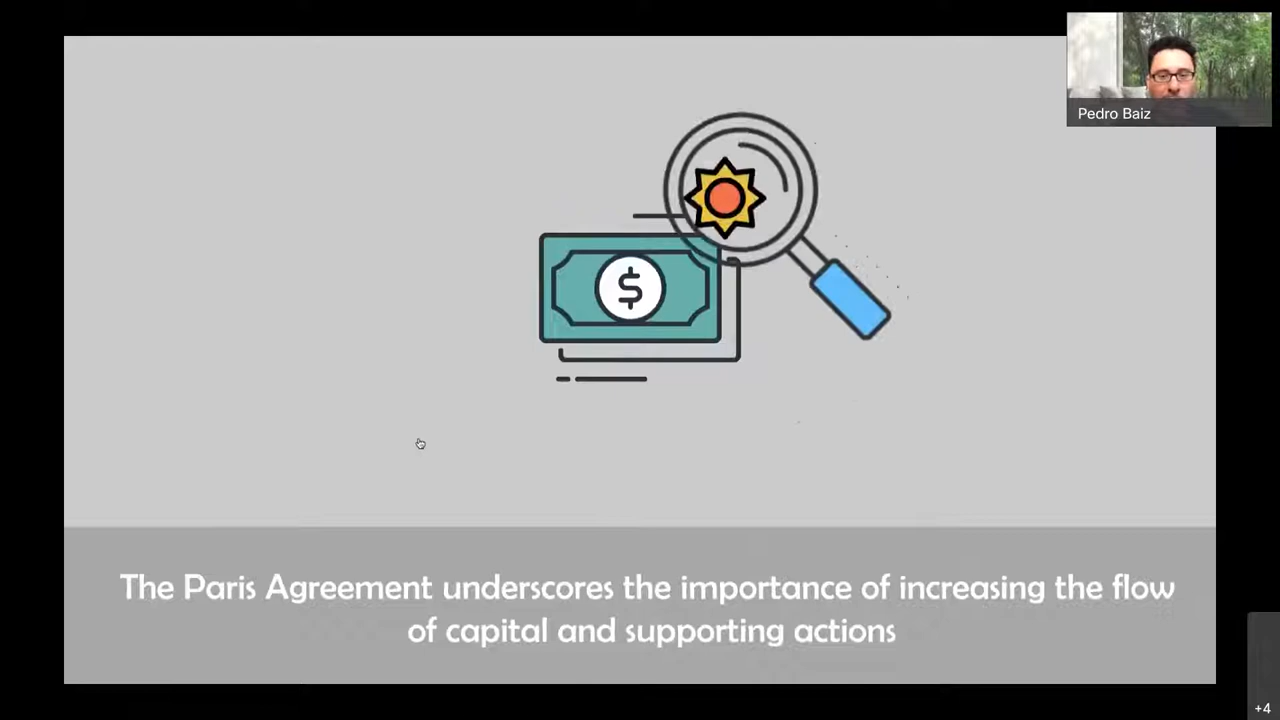 Pedro Baiz
$
The Paris Agreement underscores the importance of increasing the flow
of capital and supporting actions
+4